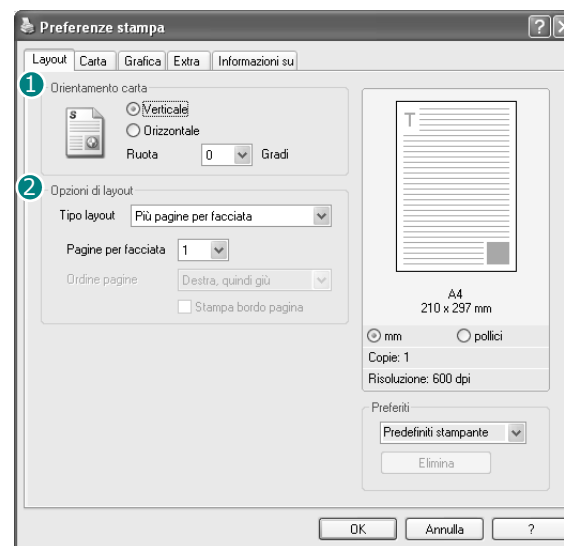 Preferenze stampa
Layout Carta Grafica Extra Informazioni su
1 Orientamento carta
S
Verticale
Orizzontale
Ruota 0 Gradi
2 Opzioni di layout
Tipo layout Più pagine per facciata
Pagine per facciata 1
Ordine pagine Destra, quindi giù
Stampa bordo pagina
T
A4
210 x 297 mm
mm pollici
Copie: 1
Risoluzione: 600 dpi
Preferiti
Predefiniti stampante
Elimina
OK Annulla ?